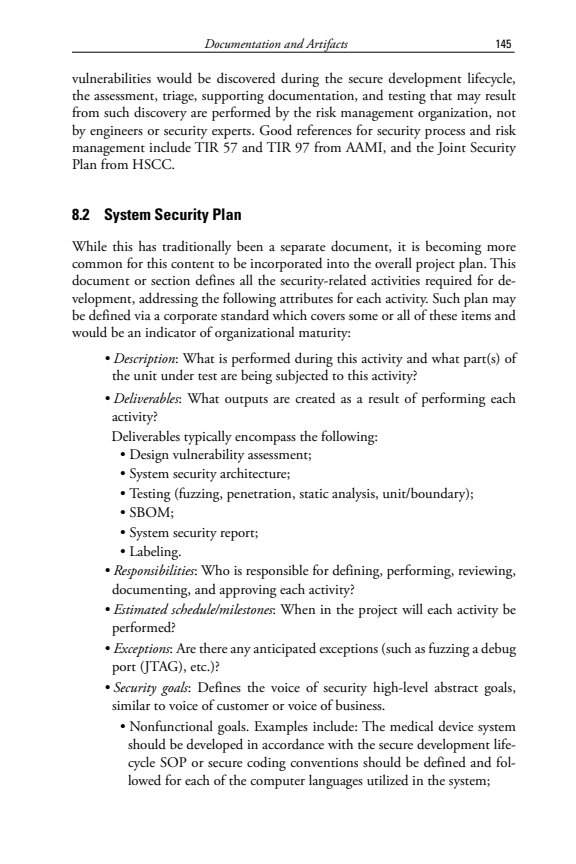 Documentation and Artifacts 145
vulnerabilities would be discovered during the secure development lifecycle,
the assessment, triage, supporting documentation, and testing that may result
from such discovery are performed by the risk management organization, not
by engineers or security experts. Good references for security process and risk
management include TIR 57 and TIR 97 from AAMI, and the Joint Security
Plan from HSCC.
8.2 System Security Plan
While this has traditionally been a separate document, it is becoming more
common for this content to be incorporated into the overall project plan. This
document or section defines all the security-related activities required for de-
velopment, addressing the following attributes for each activity. Such plan may
be defined via a corporate standard which covers some or all of these items and
would be an indicator of organizational maturity:
• Description: What is performed during this activity and what part(s) of
the unit under test are being subjected to this activity?
• Deliverables: What outputs are created as a result of performing each
activity?
Deliverables typically encompass the following:
• Design vulnerability assessment;
• System security architecture;
• Testing (fuzzing, penetration, static analysis, unit/boundary);
• SBOM;
• System security report;
• Labeling.
• Responsibilities: Who is responsible for defining, performing, reviewing,
documenting, and approving each activity?
• Estimated schedule/milestones: When in the project will each activity be
performed?
• Exceptions: Are there any anticipated exceptions (such as fuzzing a debug
port (JTAG), etc.)?
• Security goals: Defines the voice of security high-level abstract goals,
similar to voice of customer or voice of business.
• Nonfunctional goals. Examples include: The medical device system
should be developed in accordance with the secure development life-
cycle SOP or secure coding conventions should be defined and fol-
lowed for each of the computer languages utilized in the system;